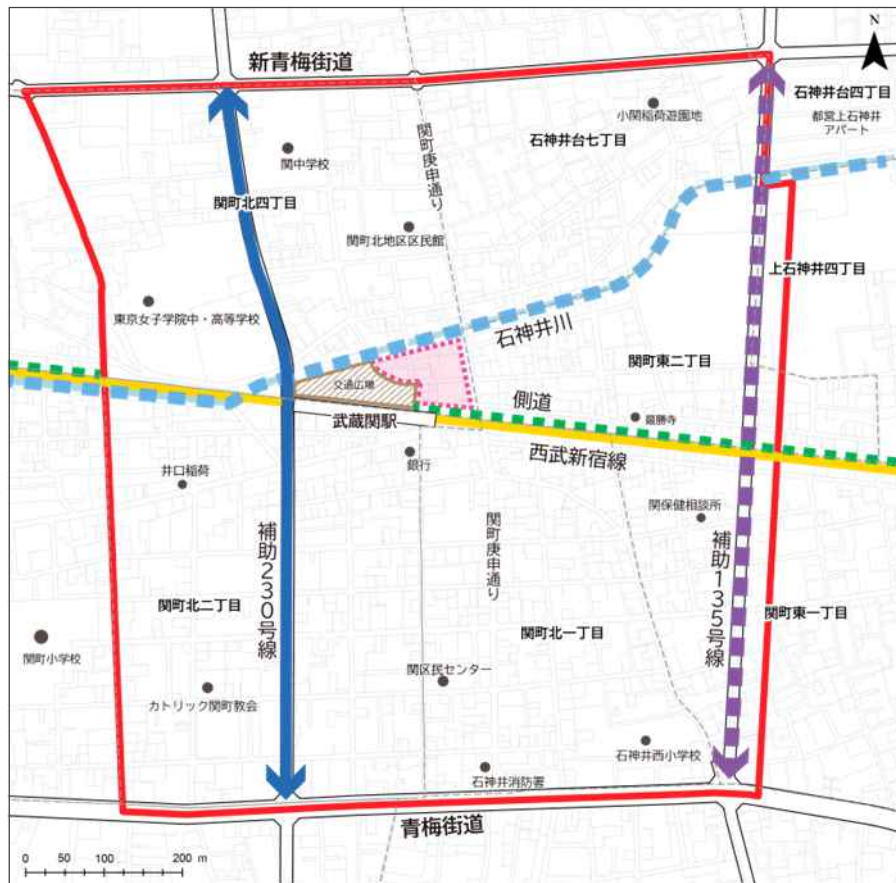 N
新青梅街道
石神井台四丁目
都営上石神井
アパート
小関稲荷遊園地
石神井台七丁目
関町庚申通り
関中学校
関町北四丁目
関町北地区区民館
上石神井四丁目
東京女子学院中・高等学校
石神井川
関町東二丁目
交通広場
側道
武蔵関駅
最勝寺
西武新宿線
銀行
井口稲荷
関保健相談所
関町庚申通り
補助230号線
補助135号線
関町北二丁目
関町東一丁目
関町北一丁目
関町小学校
関区民センター
カトリック関町教会
石神井西小学校
石神井消防署
青梅街道
0 50 100 200 m